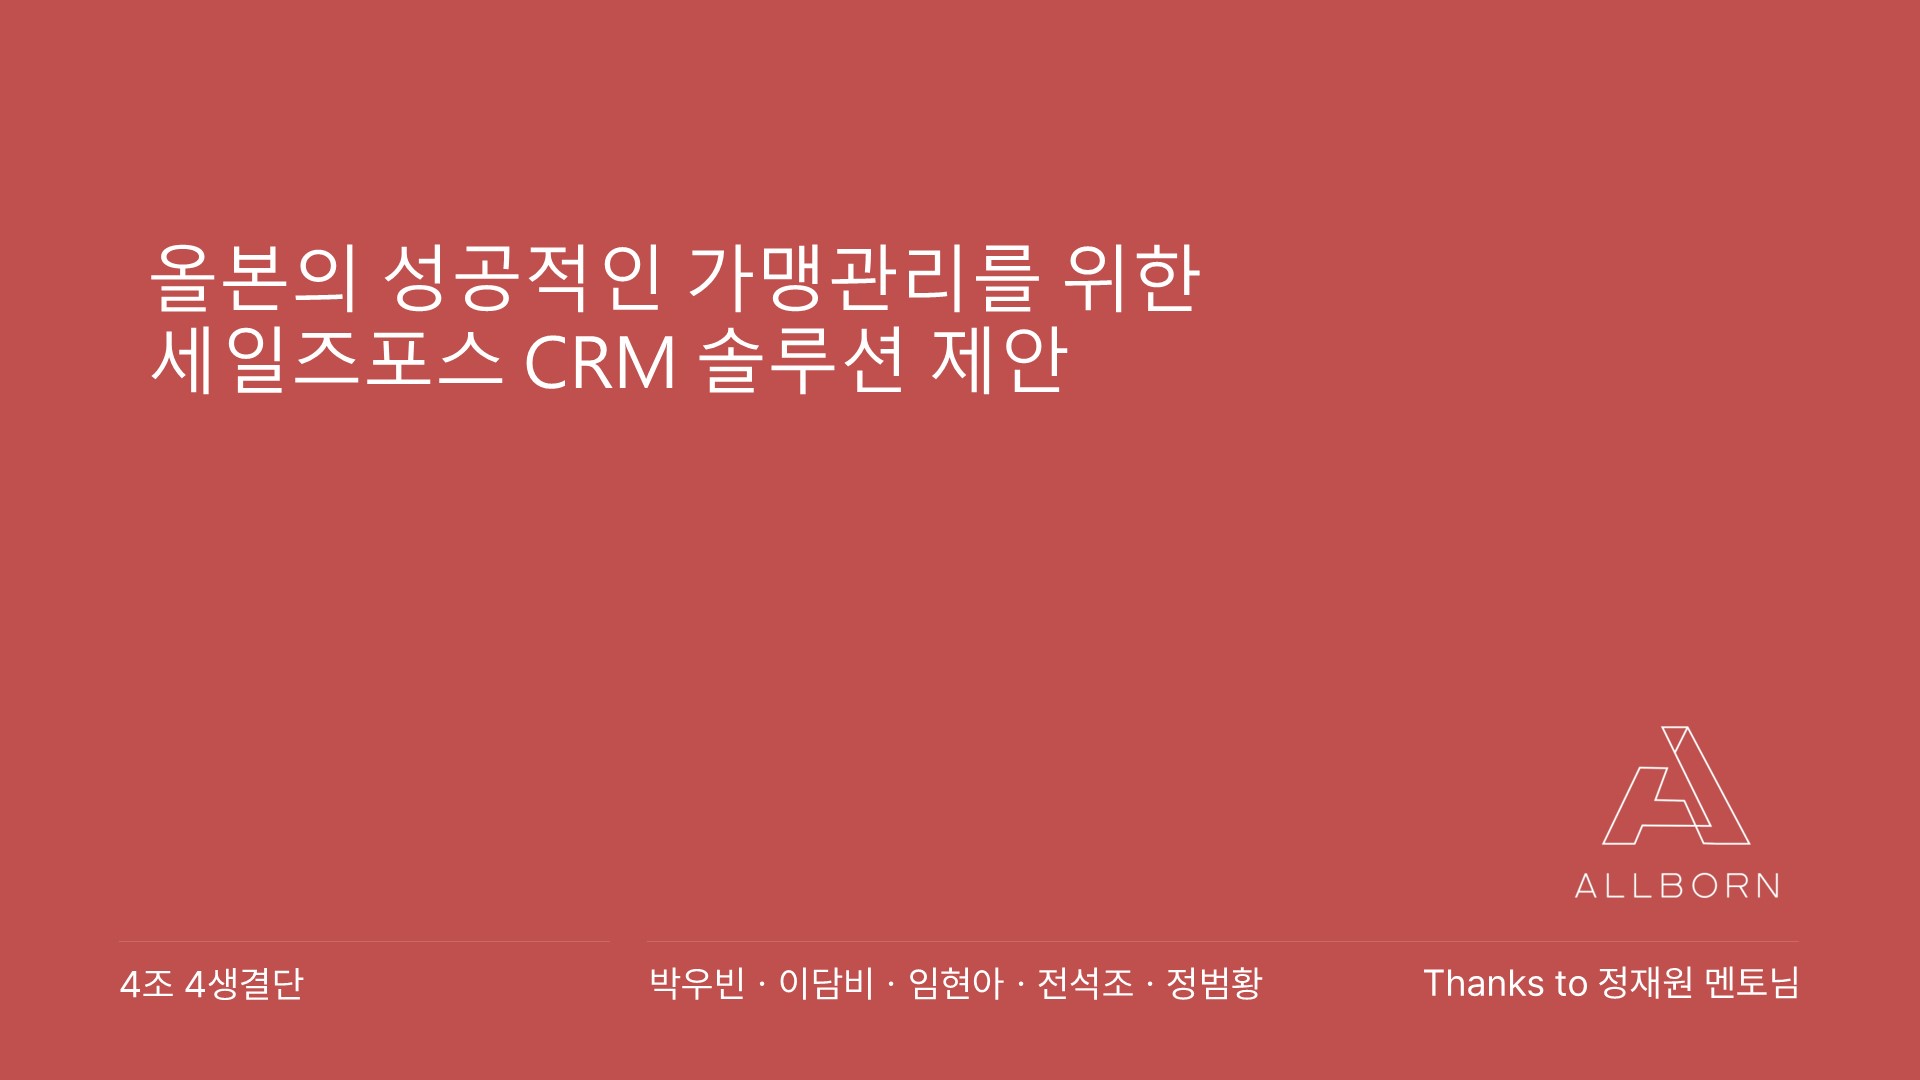 올본의 성공적인 가맹관리를 위한
세일즈포스 CRM 솔루션 제안
ALLBORN
4조 4생결단
박우빈 · 이담비 · 임현아 · 전석조 · 정범황
Thanks to 정재원 멘토님